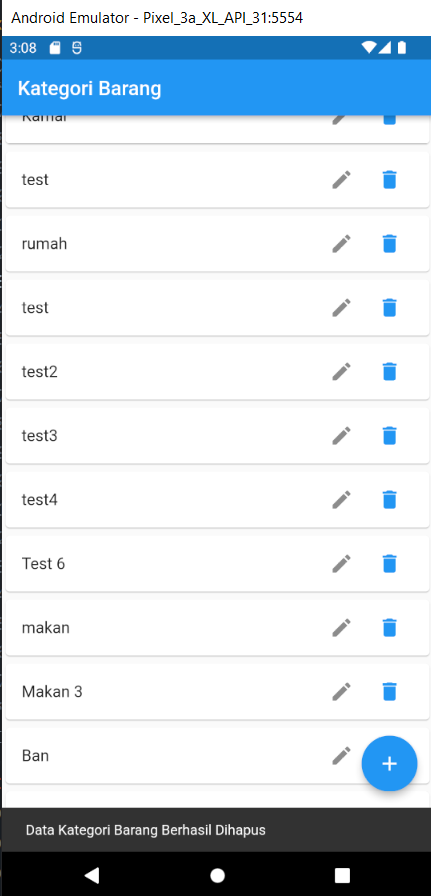 Android Emulator - Pixel_3a_XL_API_31:5554
3:08
Kategori Barang
Kamar
test
rumah
test
test2
test3
test4
Test 6
makan
Makan 3
Ban
Data Kategori Barang Berhasil Dihapus